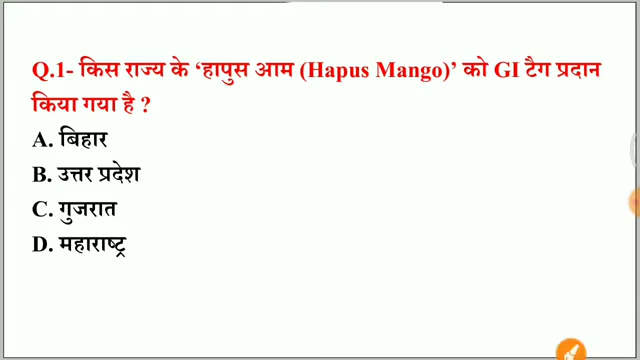 Q.1- किस राज्य के ‘हापुस आम (Hapus Mango)’ को GI टैग प्रदान
किया गया है ?
A. बिहार
B. उत्तर प्रदेश
C. गुजरात
D. महाराष्ट्र